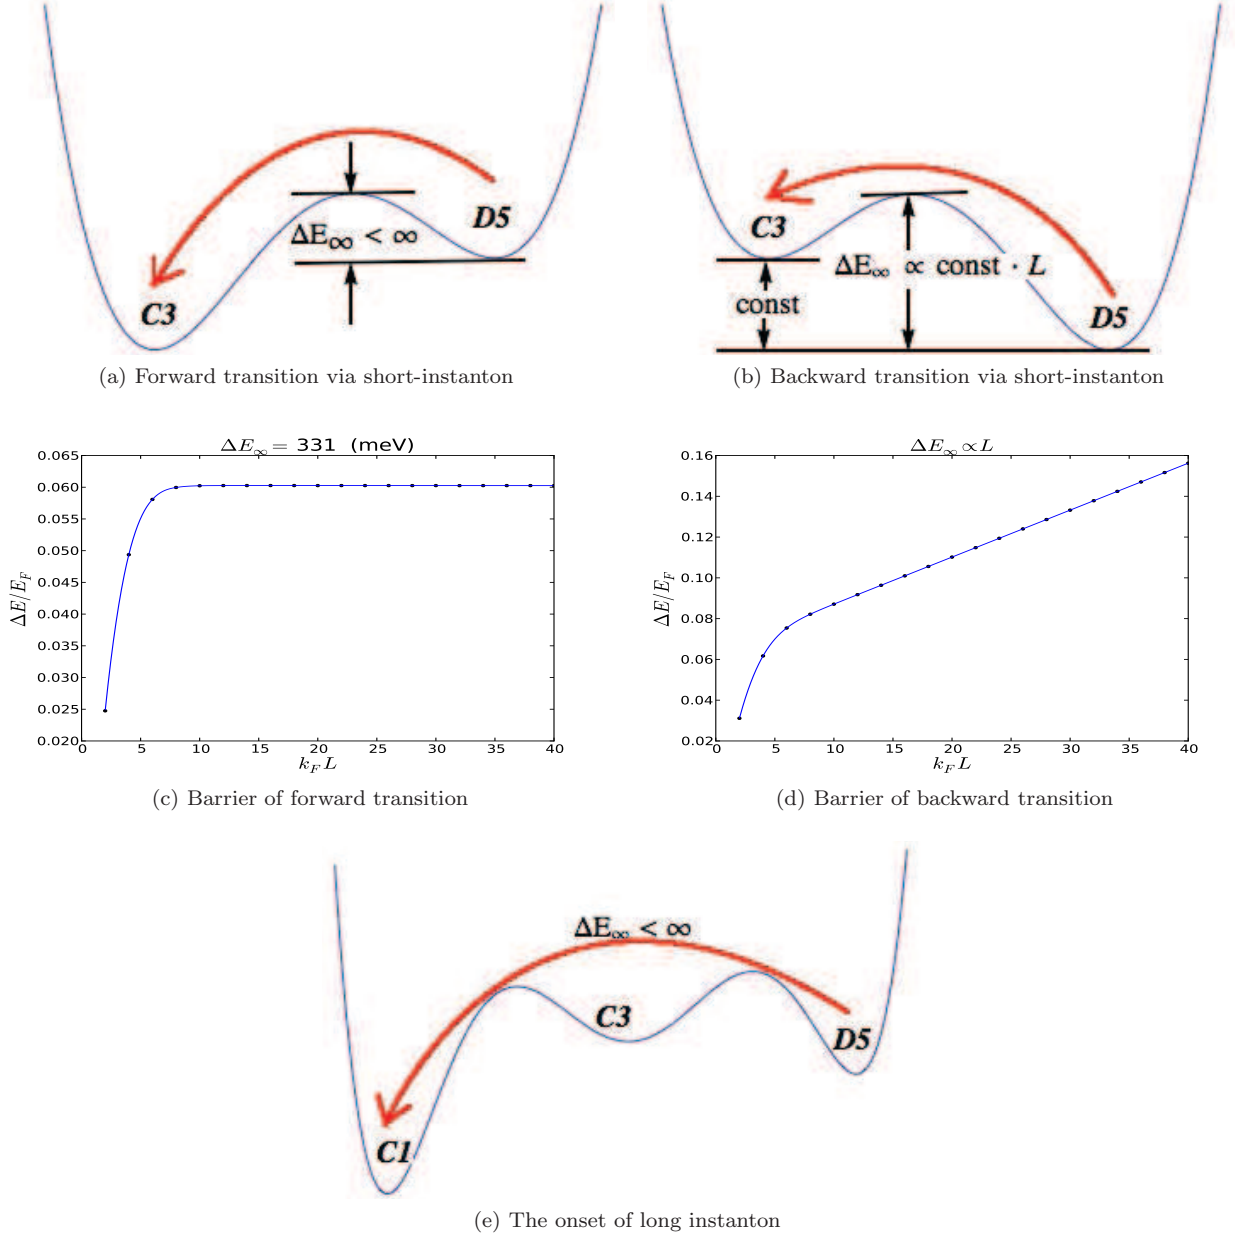 ΔE∞ < ∞
D5
C3
C3
ΔE∞ ∝ const · L
const
D5
(a) Forward transition via short-instanton
(b) Backward transition via short-instanton
ΔE∞ = 331 (meV)
0.065
0.060
0.055
0.050
0.045
0.040
0.035
0.030
0.025
0.020
ΔE/E_F
0 5 10 15 20 25 30 35 40
k_F L
ΔE∞ ∝ L
0.16
0.14
0.12
0.10
0.08
0.06
0.04
0.02
ΔE/E_F
0 5 10 15 20 25 30 35 40
k_F L
(c) Barrier of forward transition
(d) Barrier of backward transition
ΔE∞ < ∞
C3
D5
C1
(e) The onset of long instanton